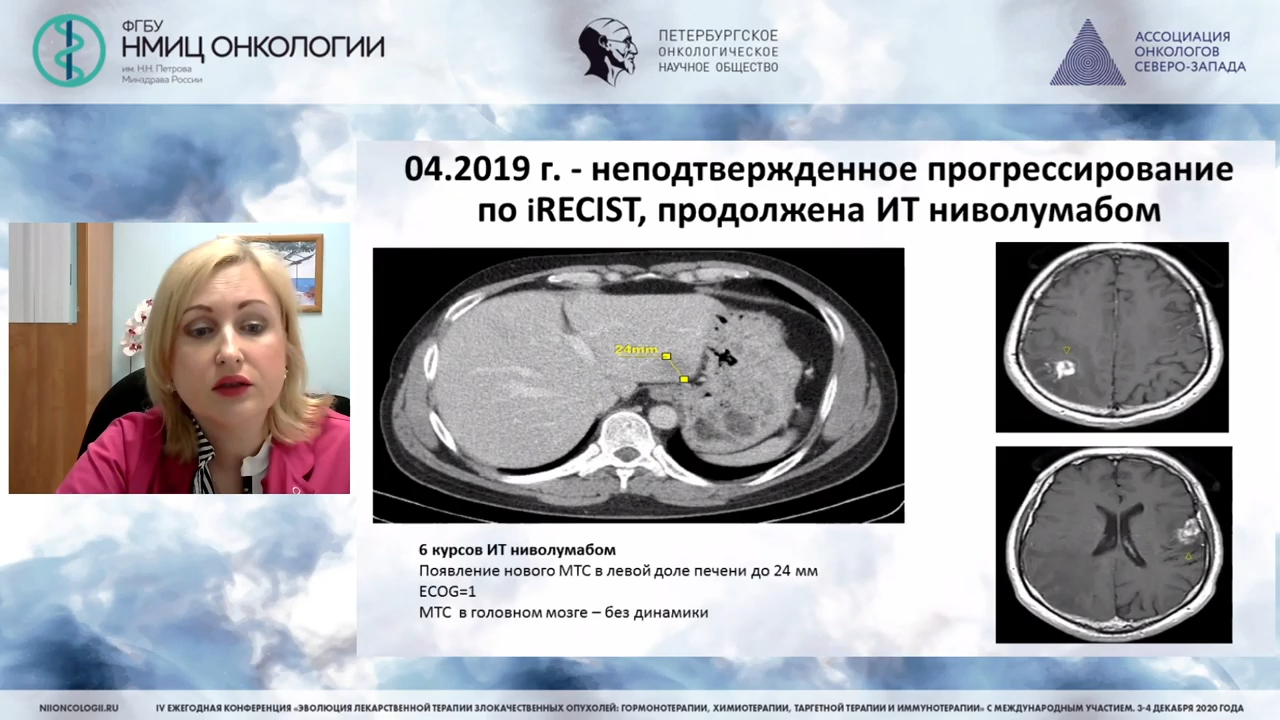 ФГБУ
НМИЦ ОНКОЛОГИИ
им. Н.Н. Петрова
Минздрава России
ПЕТЕРБУРГСКОЕ
ОНКОЛОГИЧЕСКОЕ
НАУЧНОЕ ОБЩЕСТВО
АССОЦИАЦИЯ
ОНКОЛОГОВ
СЕВЕРО-ЗАПАДА
04.2019 г. - неподтвержденное прогрессирование
по iRECIST, продолжена ИТ ниволумабом
24mm
6 курсов ИТ ниволумабом
Появление нового МТС в левой доле печени до 24 мм
ECOG=1
МТС в головном мозге – без динамики
NIIONCOLOGII.RU
IV ЕЖЕГОДНАЯ КОНФЕРЕНЦИЯ «ЭВОЛЮЦИЯ ЛЕКАРСТВЕННОЙ ТЕРАПИИ ЗЛОКАЧЕСТВЕННЫХ ОПУХОЛЕЙ: ГОРМОНОТЕРАПИИ, ХИМИОТЕРАПИИ, ТАРГЕТНОЙ ТЕРАПИИ И ИММУНОТЕРАПИИ» С МЕЖДУНАРОДНЫМ УЧАСТИЕМ. 3-4 ДЕКАБРЯ 2020 ГОДА